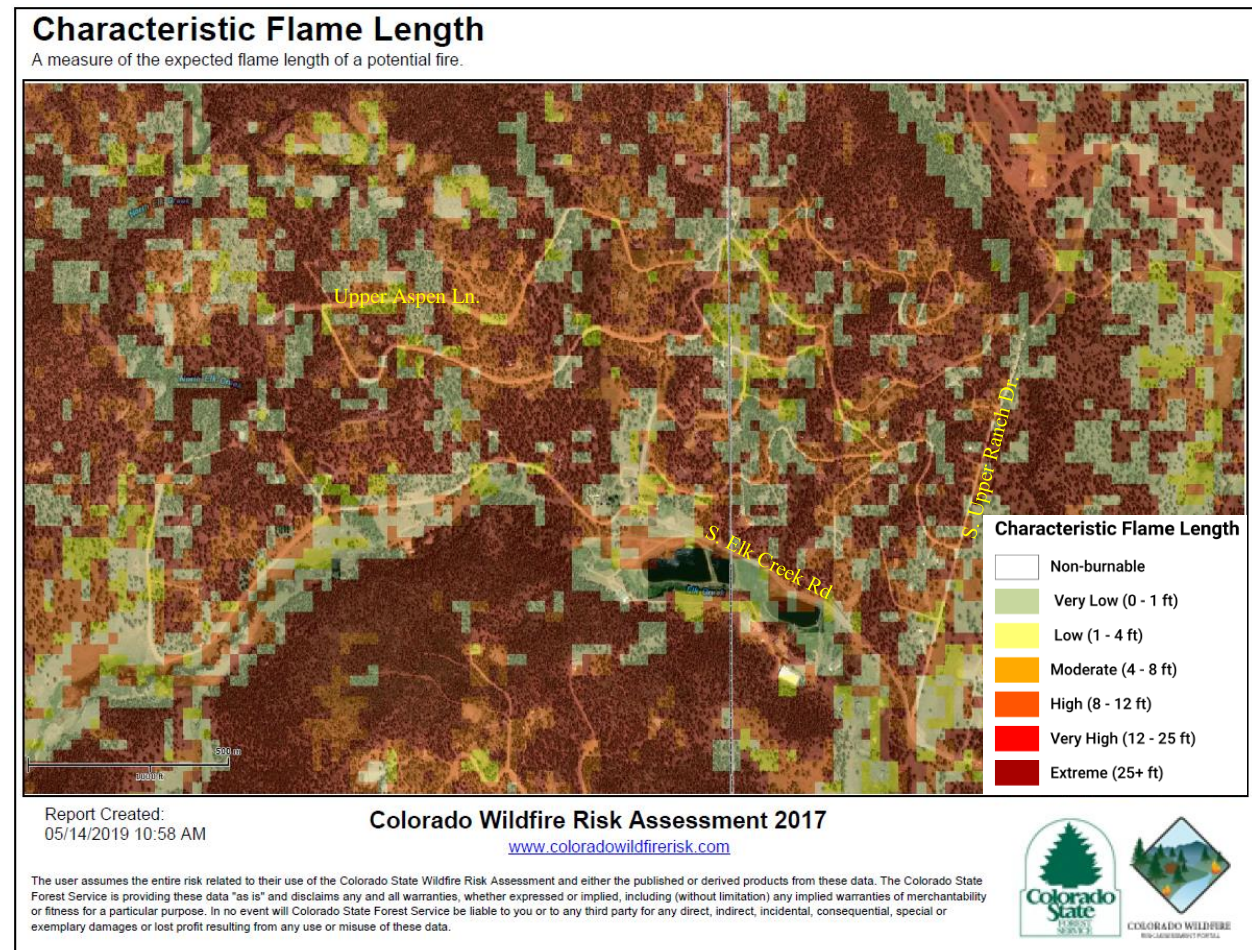 Characteristic Flame Length
A measure of the expected flame length of a potential fire.
Upper Aspen Ln.
S. Upper Ranch Dr.
S. Elk Creek Rd
Characteristic Flame Length
Non-burnable
Very Low (0 - 1 ft)
Low (1 - 4 ft)
Moderate (4 - 8 ft)
High (8 - 12 ft)
Very High (12 - 25 ft)
Extreme (25+ ft)
500 m
1000 ft
Report Created:
05/14/2019 10:58 AM
Colorado Wildfire Risk Assessment 2017
www.coloradowildfirerisk.com
The user assumes the entire risk related to their use of the Colorado State Wildfire Risk Assessment and either the published or derived products from these data. The Colorado State
Forest Service is providing these data "as is" and disclaims any and all warranties, whether expressed or implied, including (without limitation) any implied warranties of merchantability
or fitness for a particular purpose. In no event will Colorado State Forest Service be liable to you or to any third party for any direct, indirect, incidental, consequential, special or
exemplary damages or lost profit resulting from any use or misuse of these data.
Colorado
State
FOREST
SERVICE
COLORADO WILDFIRE
RISK ASSESSMENT PORTAL